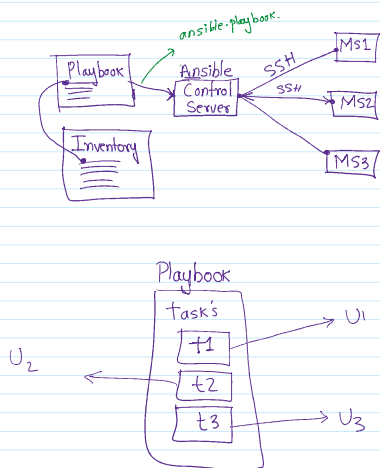 ansible.playbook.
Playbook
Ansible
Control
Server
SSH
SSH
MS1
MS2
MS3
Inventory
Playbook
task's
t1
U1
U2
t2
t3
U3